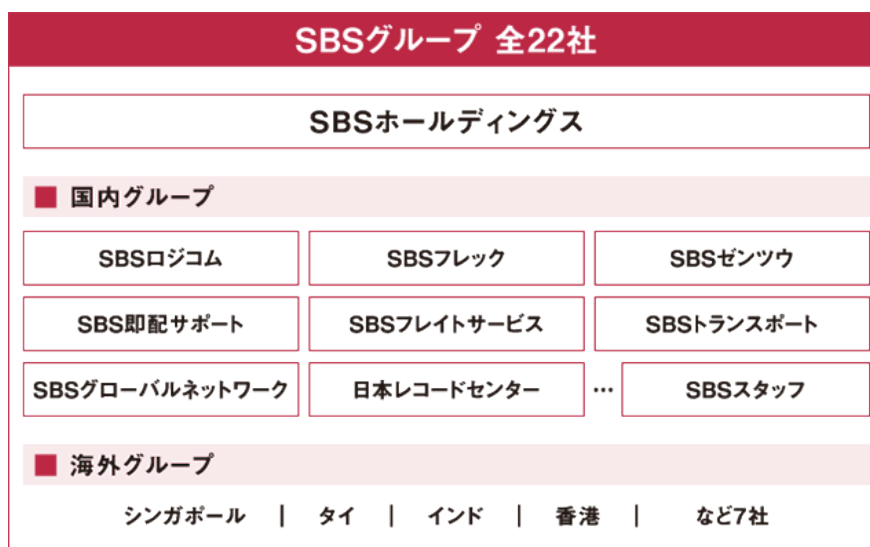 SBSグループ 全22社
SBSホールディングス
国内グループ
SBSロジコム SBSフレック SBSゼンツウ
SBS即配サポート SBSフレイトサービス SBSトランスポート
SBSグローバルネットワーク 日本レコードセンター … SBSスタッフ
海外グループ
シンガポール | タイ | インド | 香港 | など7社